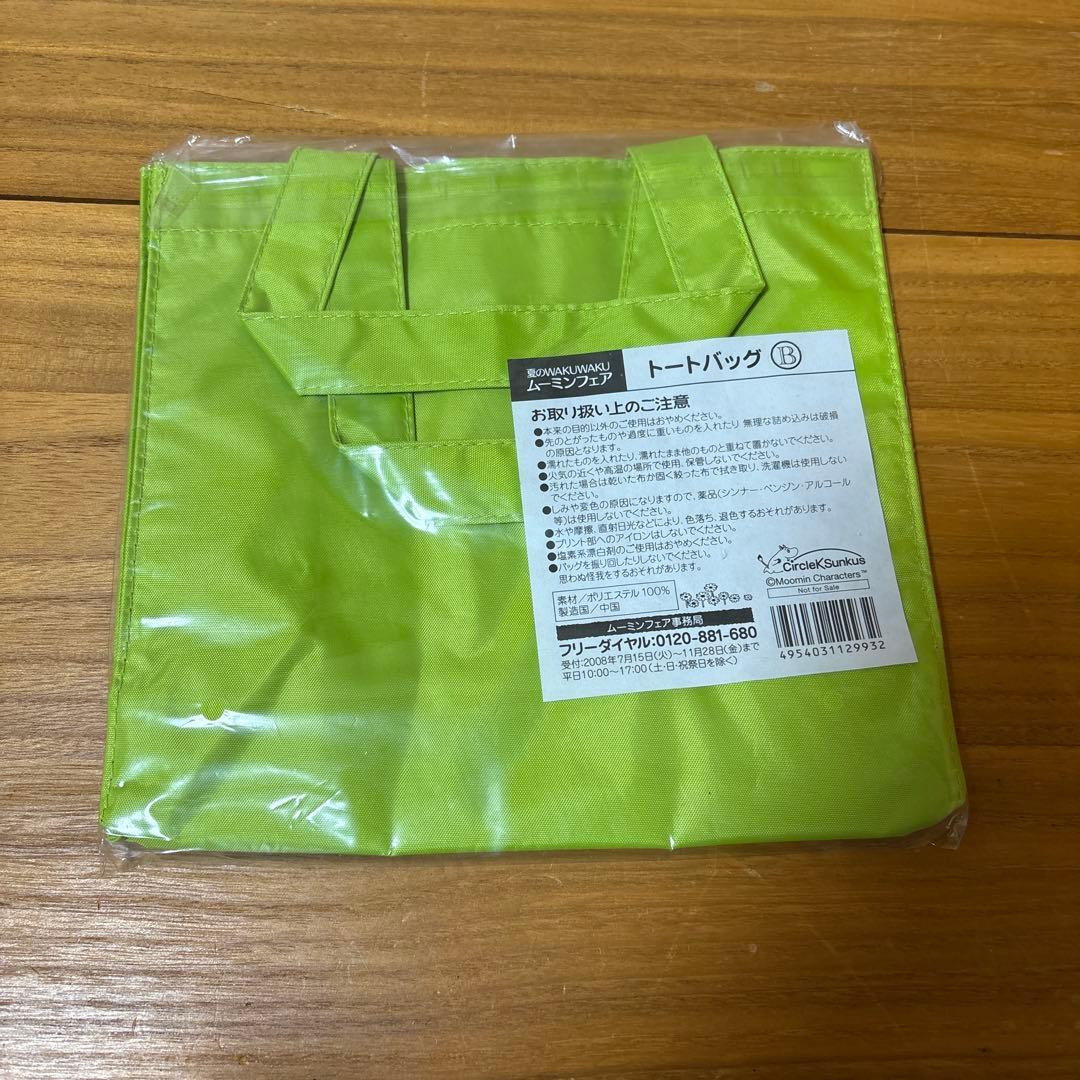 夏のWAKUWAKU
ムーミンフェア
トートバッグ Ⓑ
お取り扱い上のご注意
●本来の目的以外のご使用はおやめください。
●先のとがったものや過度に重いものを入れたり 無理な詰め込みは破損
の原因となります。
●濡れたものを入れたり、濡れたまま他のものと重ねて置かないでください。
●火気の近くや高温の場所で使用、保管しないでください。
●汚れた場合は乾いた布か固く絞った布で拭き取り、洗濯機は使用しない
でください。
●しみや変色の原因になりますので、薬品(シンナー・ベンジン・アルコール
等)は使用しないでください。
●水や摩擦、直射日光などにより、色落ち、退色するおそれがあります。
●プリント部へのアイロンはしないでください。
●塩素系漂白剤のご使用はおやめください。
●バッグを振り回したりしないでください。
思わぬ怪我をするおそれがあります。
素材/ポリエステル100%
製造国/中国
CircleKSunkus
©Moomin Characters™
Not for Sale
ムーミンフェア事務局
フリーダイヤル:0120-881-680
受付:2008年7月15日(火)~11月28日(金)まで
平日10:00~17:00(土・日・祝祭日を除く)
4954031129932